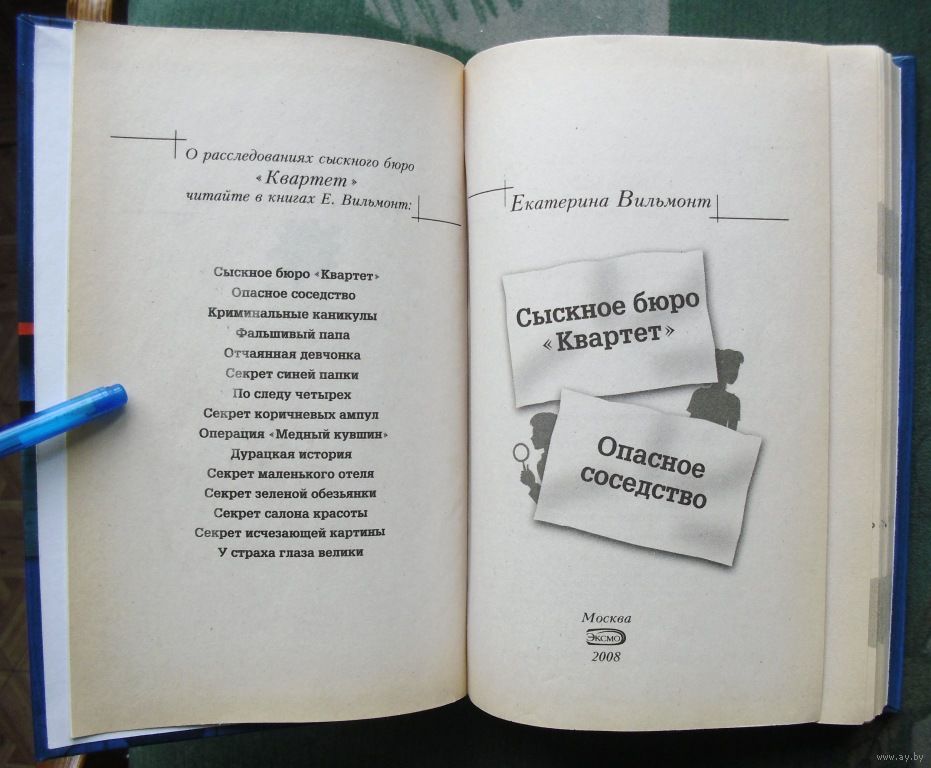 О расследованиях сыскного бюро
«Квартет»
читайте в книгах Е. Вильмонт:
Сыскное бюро «Квартет»
Опасное соседство
Криминальные каникулы
Фальшивый папа
Отчаянная девчонка
Секрет синей папки
По следу четырех
Секрет коричневых ампул
Операция «Медный кувшин»
Дурацкая история
Секрет маленького отеля
Секрет зеленой обезьянки
Секрет салона красоты
Секрет исчезающей картины
У страха глаза велики
Екатерина Вильмонт
Сыскное бюро
«Квартет»
Опасное
соседство
Москва
ЭКСМО
2008
www.ay.by